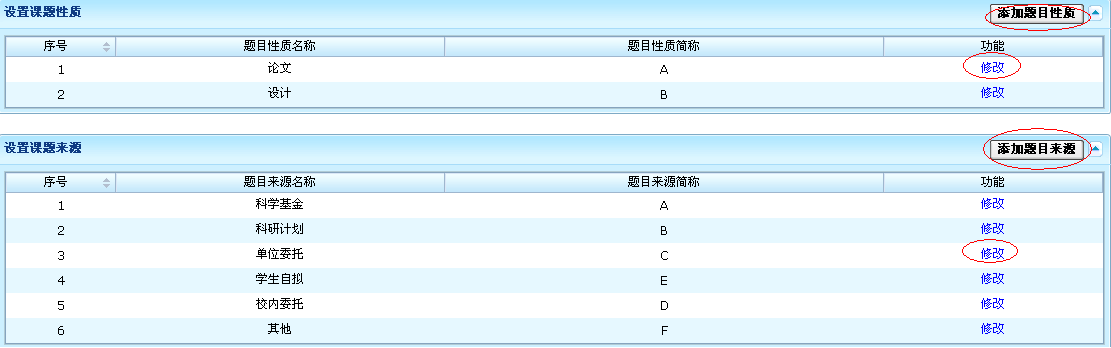 设置课题性质 添加题目性质
序号 题目性质名称 题目性质简称 功能
1 论文 A 修改
2 设计 B 修改
设置课题来源 添加题目来源
序号 题目来源名称 题目来源简称 功能
1 科学基金 A 修改
2 科研计划 B 修改
3 单位委托 C 修改
4 学生自拟 E 修改
5 校内委托 D 修改
6 其他 F 修改